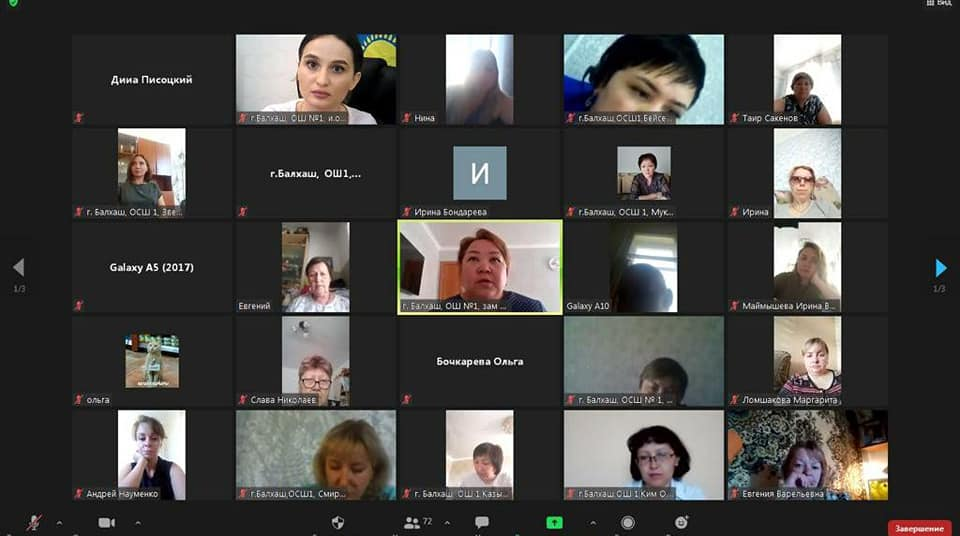 Вид
Дииа Писоцкий
г.Балхаш, ОШ №1, и.о...
Нина
г.Балхаш,ОСШ1,Бейсе...
Таир Сакенов
г. Балхаш, ОСШ 1, Зве...
г.Балхаш, ОШ1,...
И
Ирина Бондарева
г.Балхаш, ОСШ 1, Мук...
Ирина
Galaxy A5 (2017)
Евгений
г. Балхаш, ОШ №1, зам ...
Galaxy A10
Маймышева Ирина,В...
1/3
1/3
ольга
Слава Николаев
Бочкарева Ольга
г. Балхаш, ОСШ № 1, ...
Ломшакова Маргарита
Андрей Науменко
г.Балхаш,ОСШ1, Смир...
г. Балхаш, ОШ 1,Казы...
г.Балхаш,ОШ 1,Ким О...
Евгения Варельевна
72
Завершение